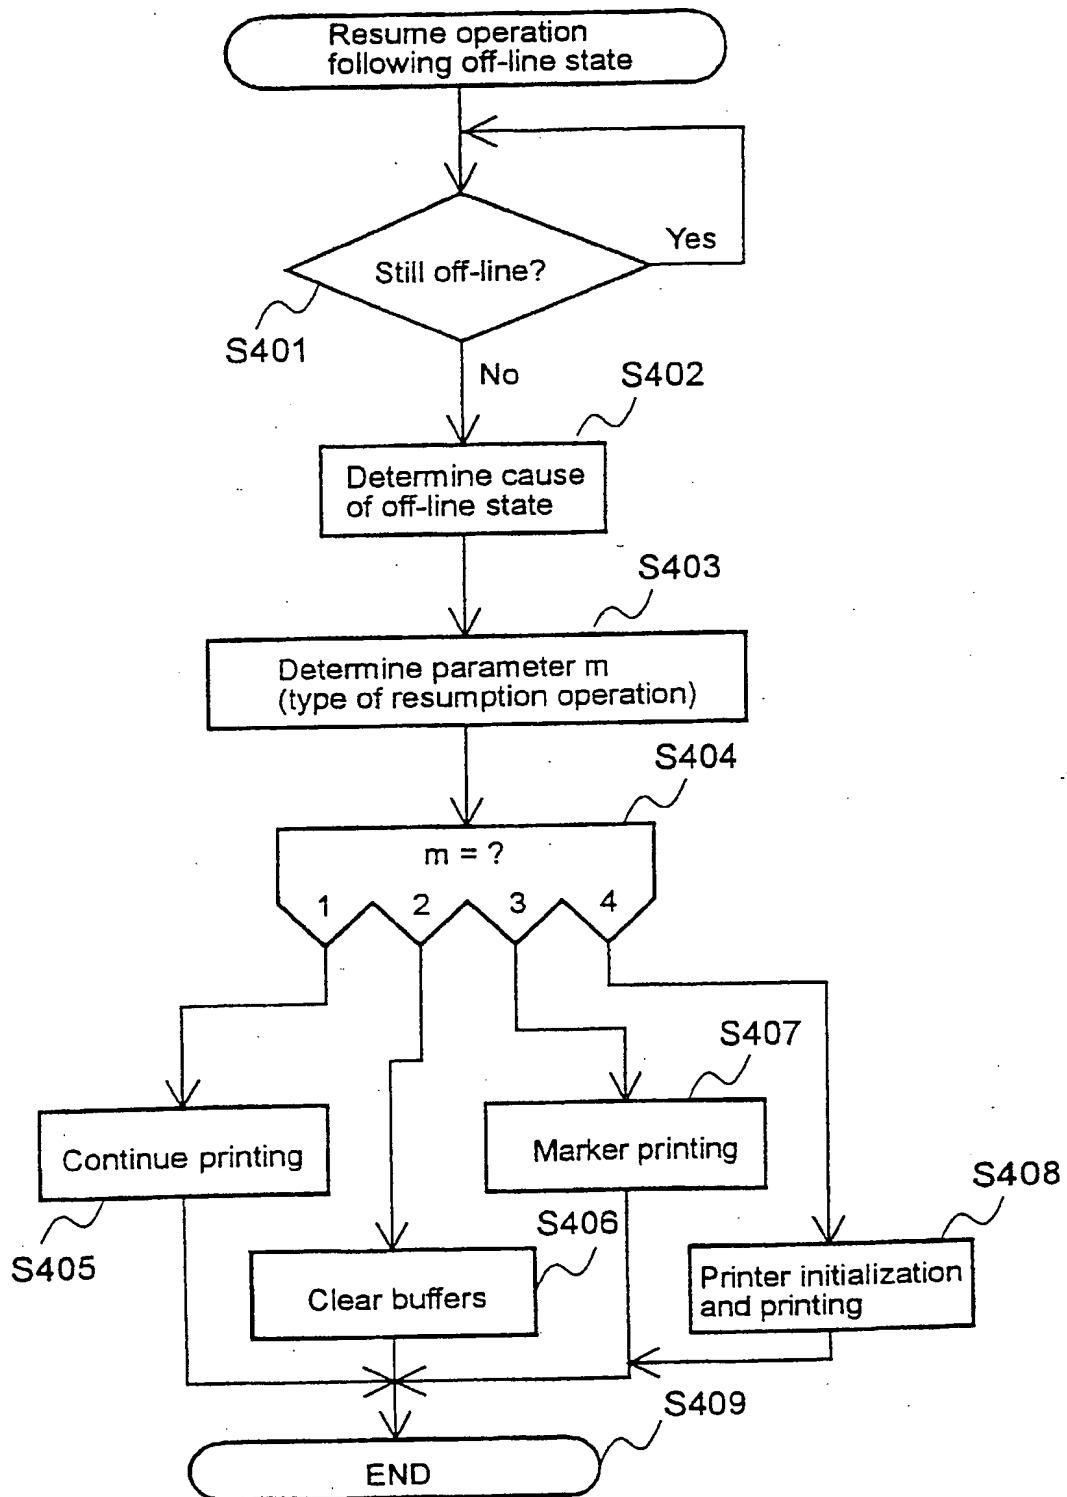 Resume operation
following off-line state
Still off-line?
Yes
S401
No
S402
Determine cause
of off-line state
S403
Determine parameter m
(type of resumption operation)
S404
m = ?
1 2 3 4
S407
Continue printing
Marker printing
S405
S406
S408
Clear buffers
Printer initialization
and printing
S409
END